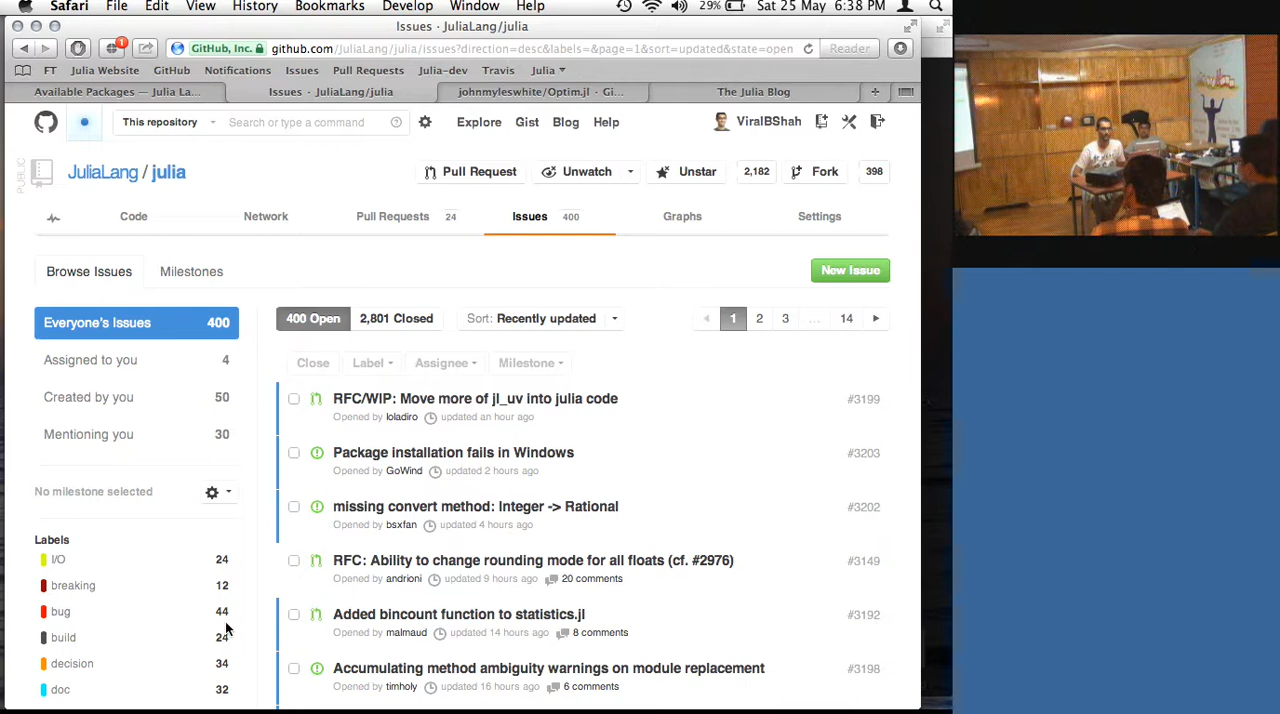 Safari File Edit View History Bookmarks Develop Window Help 29% Sat 25 May 6:38 PM
Issues · JuliaLang/julia
1 GitHub, Inc. github.com/JuliaLang/julia/issues?direction=desc&labels=&page=1&sort=updated&state=open Reader
FT Julia Website GitHub Notifications Issues Pull Requests Julia-dev Travis Julia
Available Packages — Julia La... Issues · JuliaLang/julia johnmyleswhite/Optim.jl · Gi... The Julia Blog +
This repository Search or type a command Explore Gist Blog Help ViralBShah
PUBLIC JuliaLang / julia Pull Request Unwatch Unstar 2,182 Fork 398
Code Network Pull Requests 24 Issues 400 Graphs Settings
Browse Issues Milestones New Issue
Everyone's Issues 400 400 Open 2,801 Closed Sort: Recently updated 1 2 3 ... 14
Assigned to you 4 Close Label Assignee Milestone
Created by you 50 RFC/WIP: Move more of jl_uv into julia code #3199
Opened by loladiro updated an hour ago
Mentioning you 30
Package installation fails in Windows #3203
Opened by GoWind updated 2 hours ago
No milestone selected
missing convert method: Integer -> Rational #3202
Opened by bsxfan updated 4 hours ago
Labels
I/O 24 RFC: Ability to change rounding mode for all floats (cf. #2976) #3149
breaking 12 Opened by andrioni updated 9 hours ago 20 comments
bug 44 Added bincount function to statistics.jl #3192
build 24 Opened by malmaud updated 14 hours ago 8 comments
decision 34 Accumulating method ambiguity warnings on module replacement #3198
doc 32 Opened by timholy updated 16 hours ago 6 comments